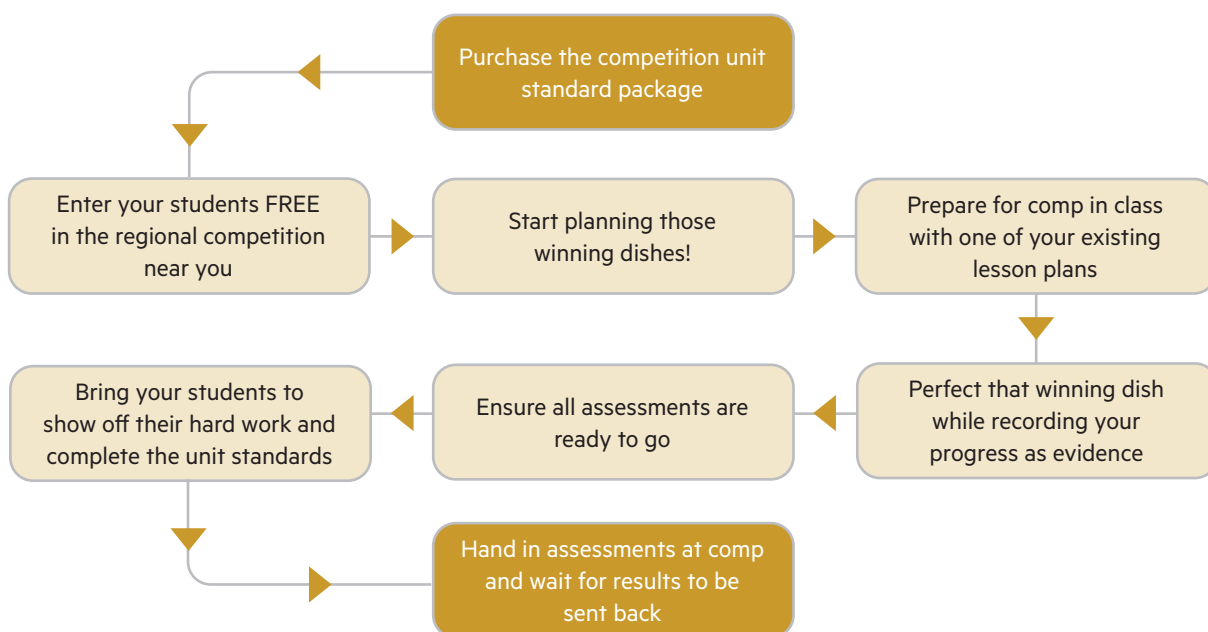 Purchase the competition unit
standard package
Enter your students FREE
in the regional competition
near you
Start planning those
winning dishes!
Prepare for comp in class
with one of your existing
lesson plans
Perfect that winning dish
while recording your
progress as evidence
Ensure all assessments are
ready to go
Bring your students to
show off their hard work and
complete the unit standards
Hand in assessments at comp
and wait for results to be
sent back